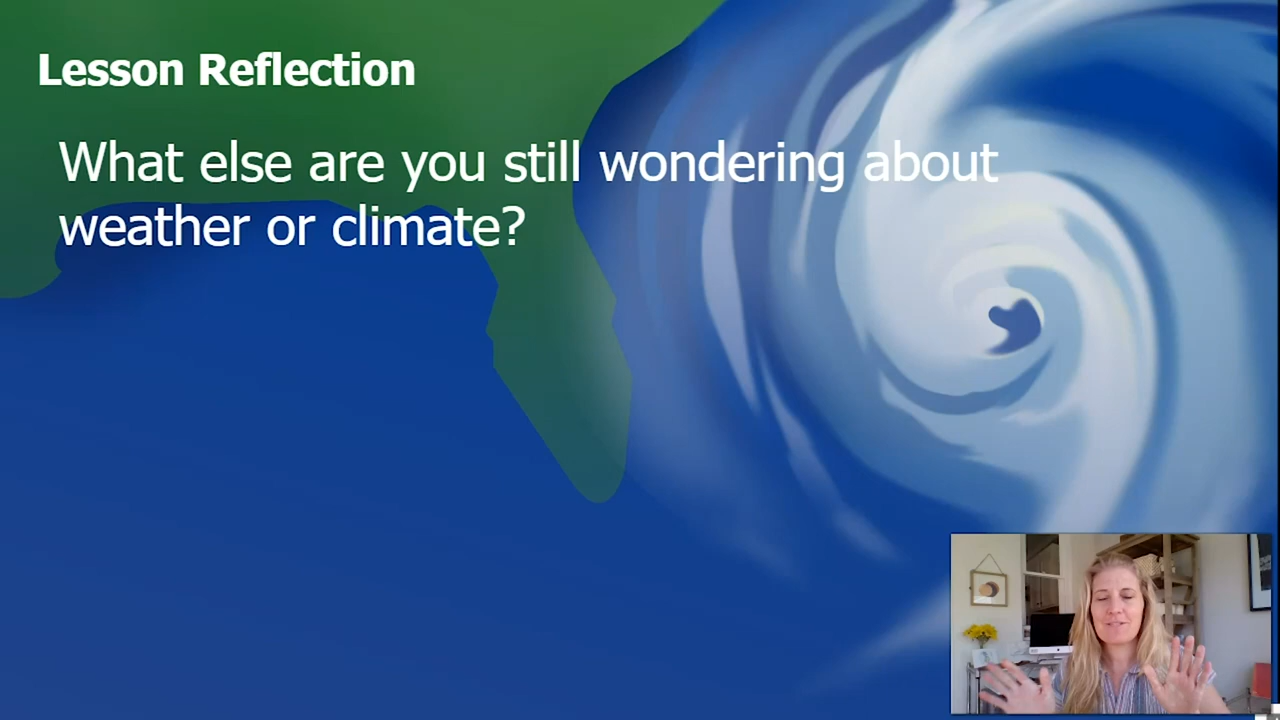 Lesson Reflection
What else are you still wondering about
weather or climate?